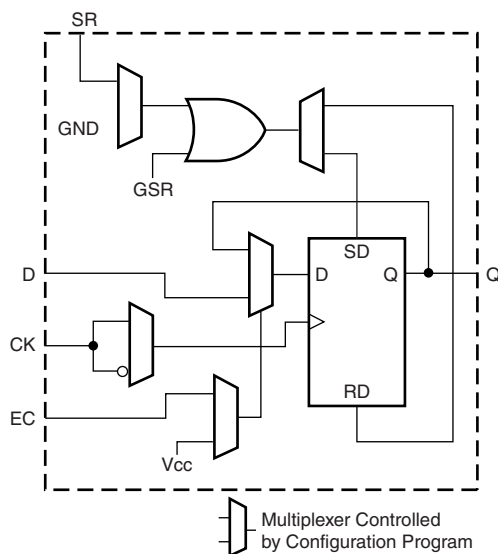 SR
GND
GSR
SD
D
D
Q
Q
CK
RD
EC
Vcc
Multiplexer Controlled
by Configuration Program